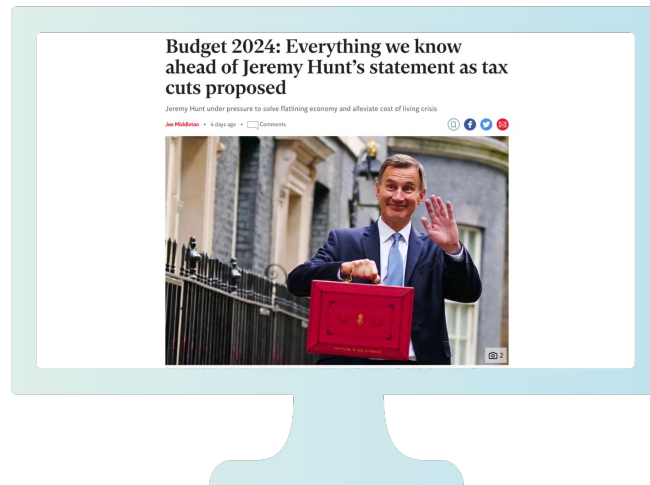 Budget 2024: Everything we know
ahead of Jeremy Hunt's statement as tax
cuts proposed
Jeremy Hunt under pressure to solve flatlining economy and alleviate cost of living crisis
Joe Middleton • 4 days ago • Comments
2